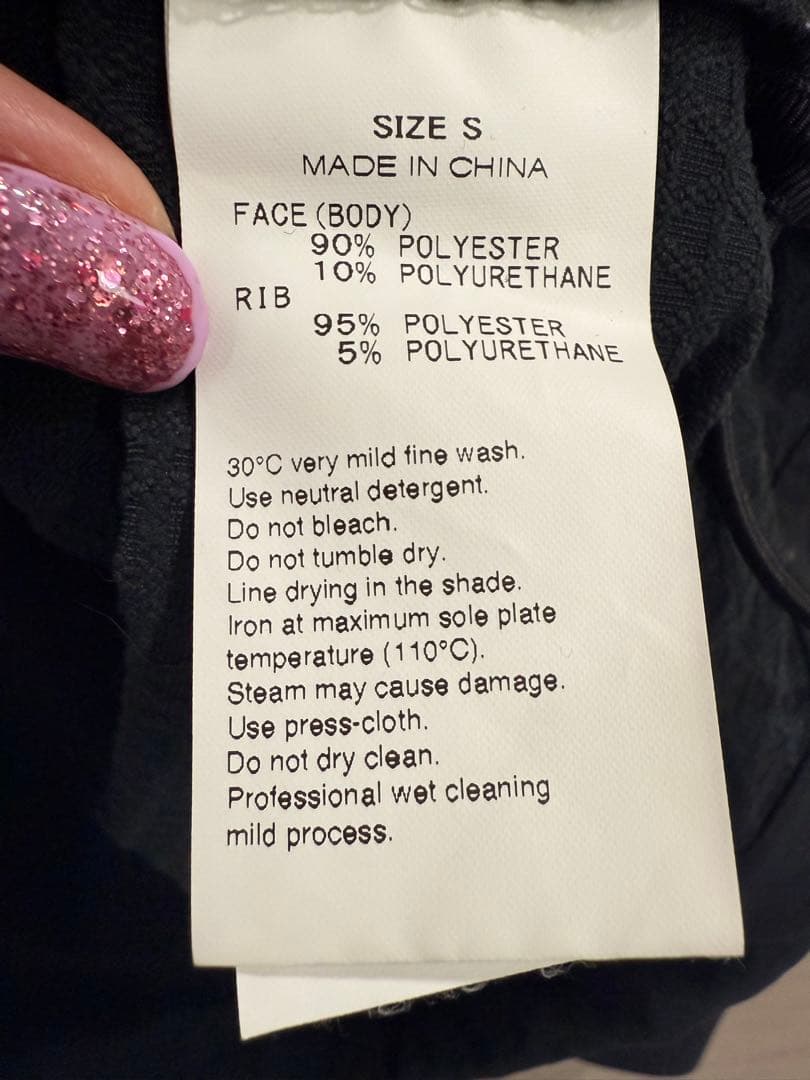 SIZE S
MADE IN CHINA
FACE (BODY)
90% POLYESTER
10% POLYURETHANE
RIB
95% POLYESTER
5% POLYURETHANE
30°C very mild fine wash.
Use neutral detergent.
Do not bleach.
Do not tumble dry.
Line drying in the shade.
Iron at maximum sole plate
temperature (110°C).
Steam may cause damage.
Use press-cloth.
Do not dry clean.
Professional wet cleaning
mild process.